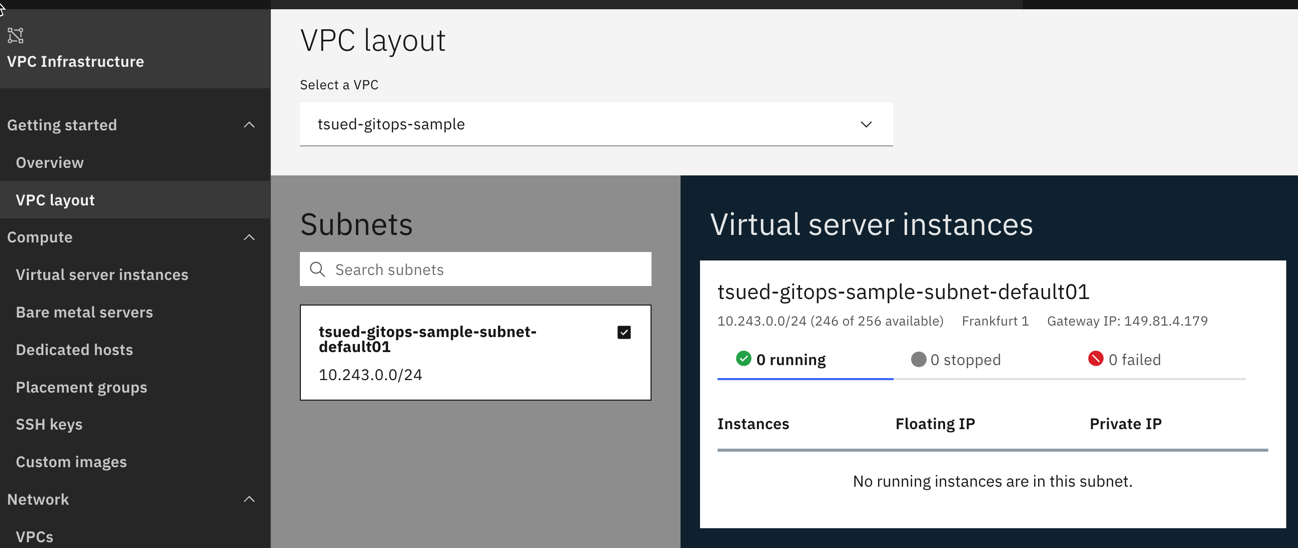 VPC Infrastructure
Getting started
Overview
VPC layout
Compute
Virtual server instances
Bare metal servers
Dedicated hosts
Placement groups
SSH keys
Custom images
Network
VPCs
VPC layout
Select a VPC
tsued-gitops-sample
Subnets
Search subnets
tsued-gitops-sample-subnet-
default01
10.243.0.0/24
Virtual server instances
tsued-gitops-sample-subnet-default01
10.243.0.0/24 (246 of 256 available) Frankfurt 1 Gateway IP: 149.81.4.179
0 running 0 stopped 0 failed
Instances Floating IP Private IP
No running instances are in this subnet.